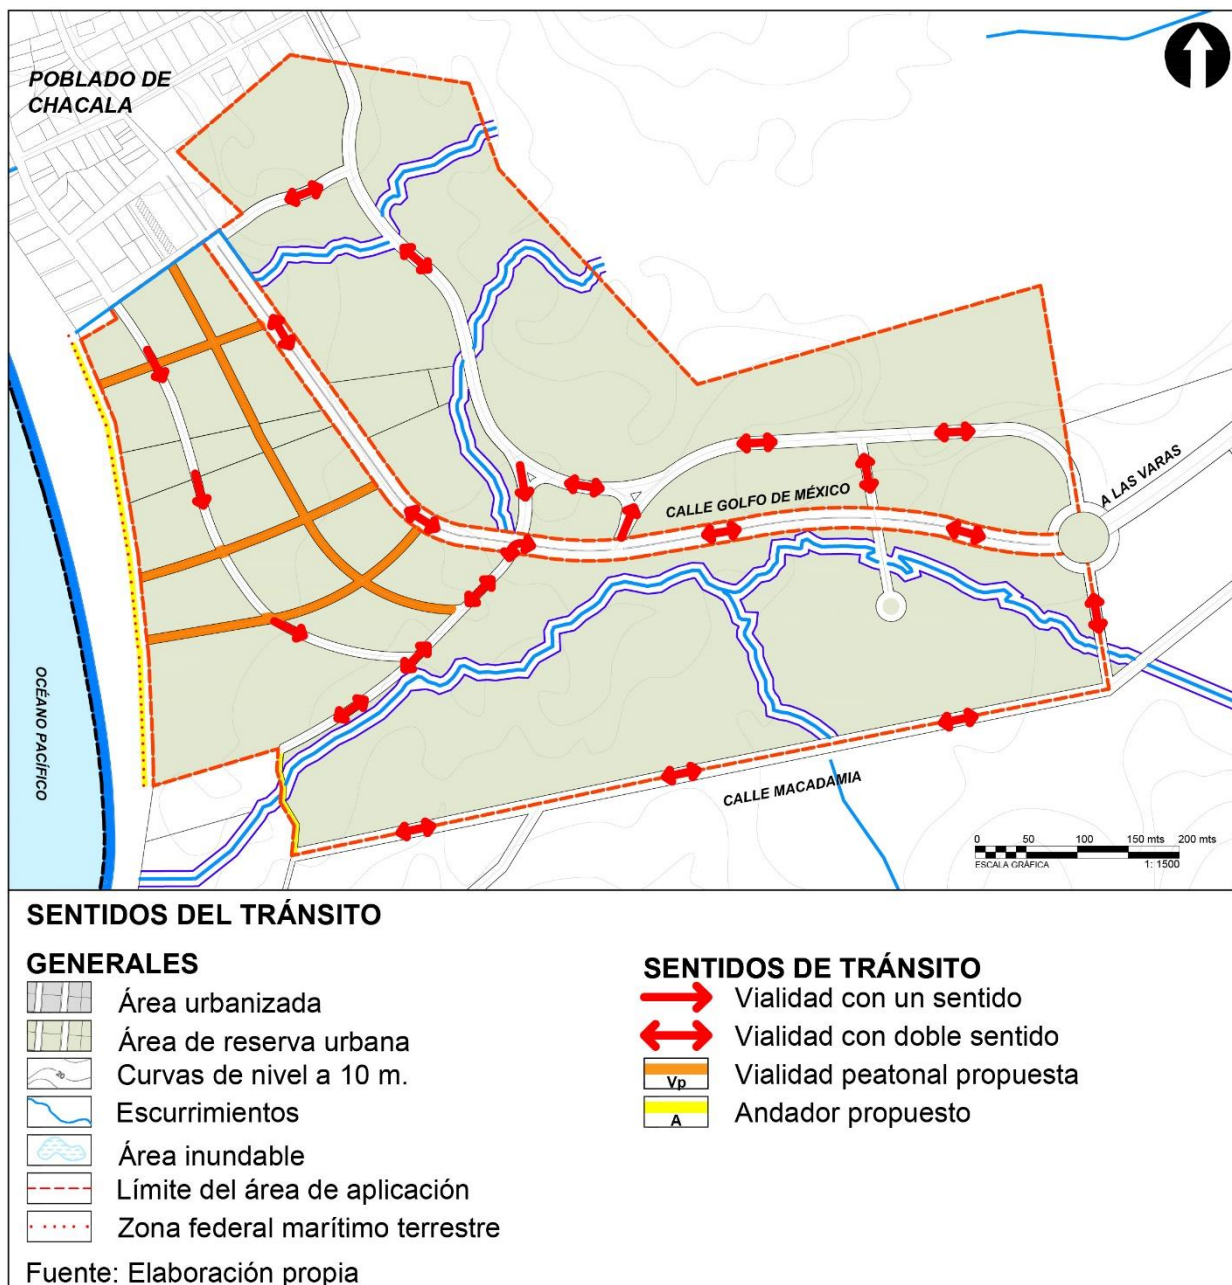 POBLADO DE
CHACALA
A LAS VARAS
CALLE GOLFO DE MÉXICO
OCÉANO PACÍFICO
CALLE MACADAMIA
0 50 100 150 mts 200 mts
ESCALA GRÁFICA 1: 1500
SENTIDOS DEL TRÁNSITO
GENERALES
Área urbanizada
Área de reserva urbana
20
Curvas de nivel a 10 m.
Escurrimientos
Área inundable
Límite del área de aplicación
Zona federal marítimo terrestre
Fuente: Elaboración propia
SENTIDOS DE TRÁNSITO
Vialidad con un sentido
Vialidad con doble sentido
Vp
Vialidad peatonal propuesta
A
Andador propuesto